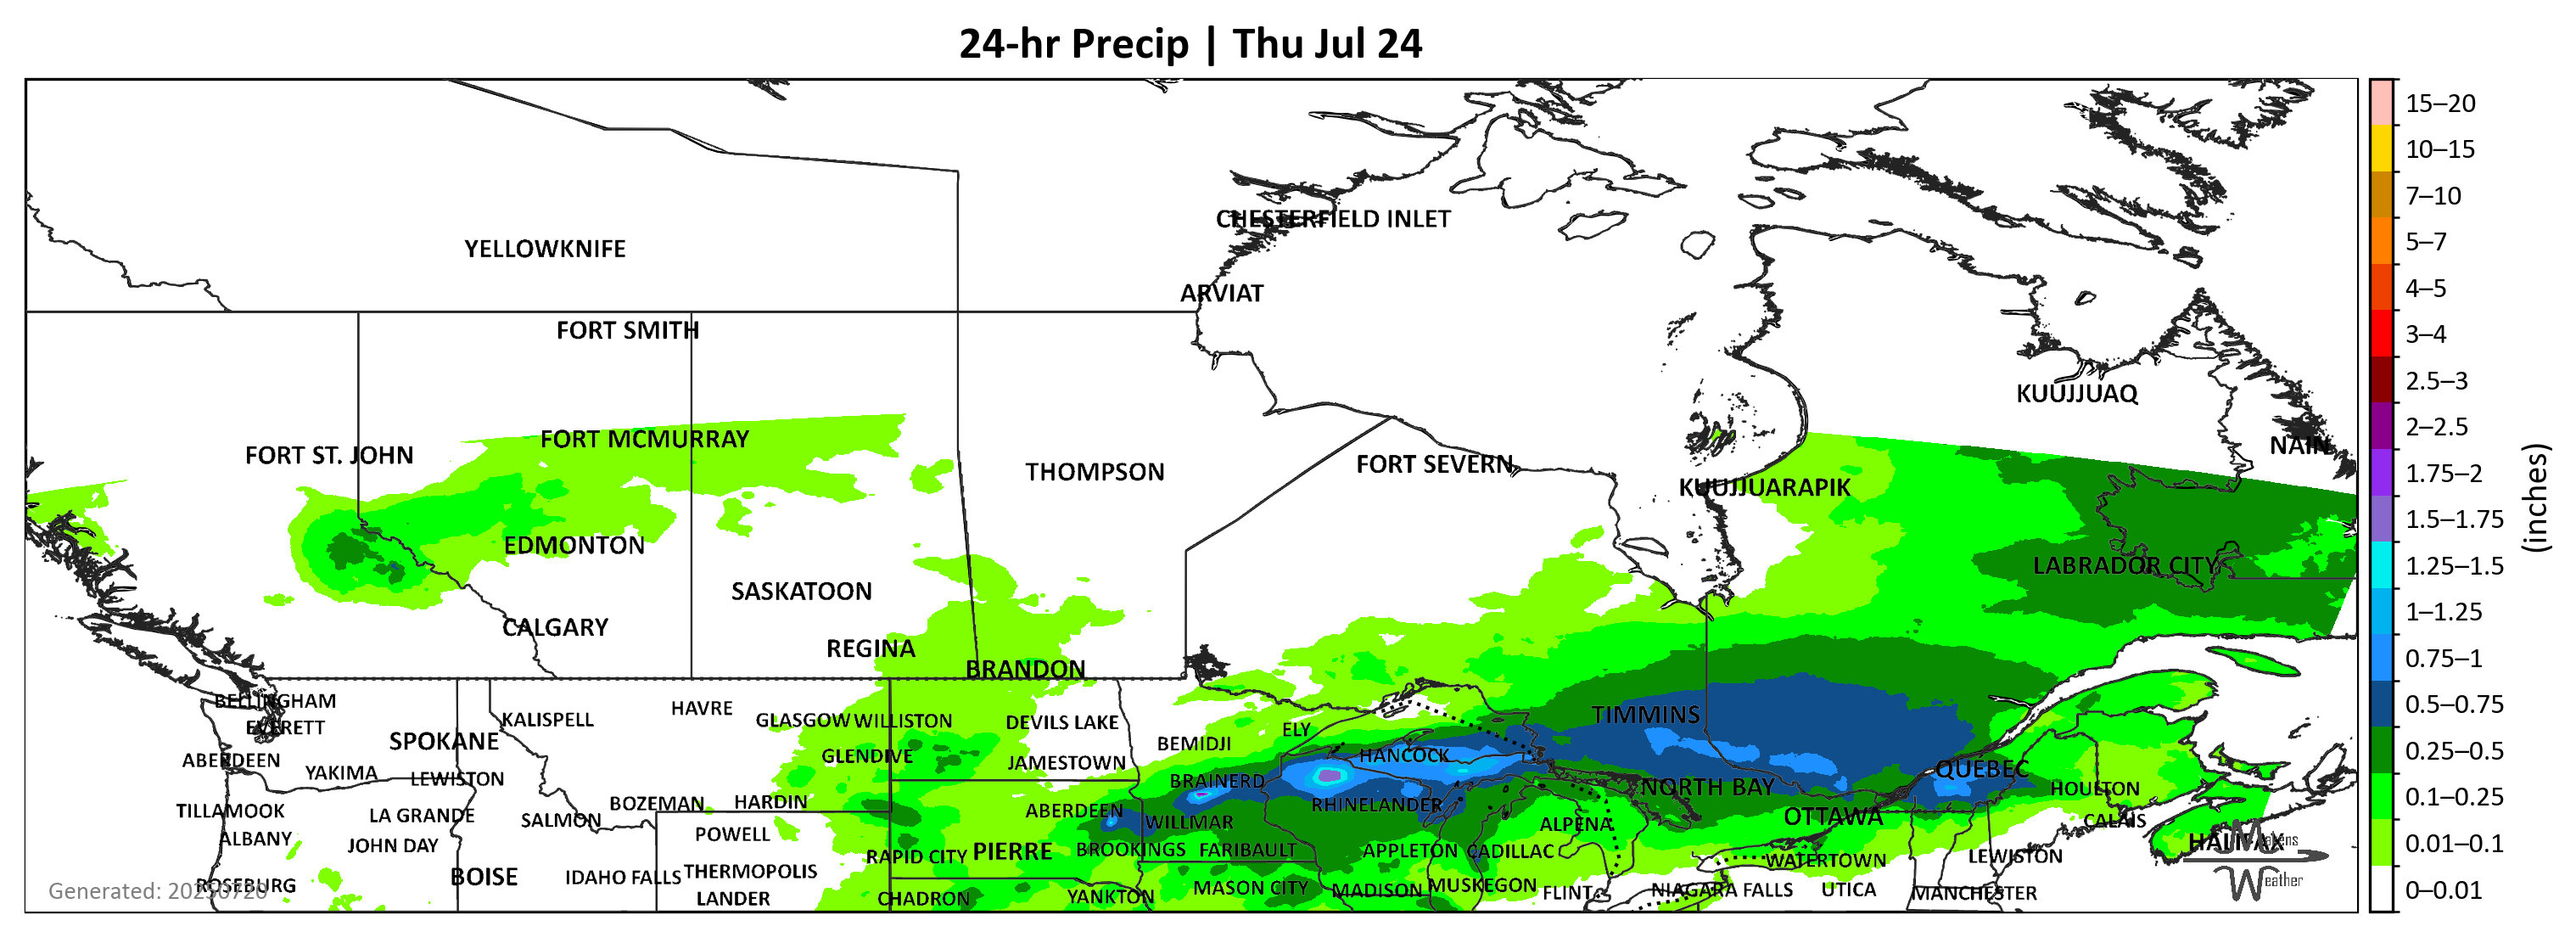 24-hr Precip | Thu Jul 24
CHESTERFIELD INLET
YELLOWKNIFE
ARVIAT
FORT SMITH
KUUJJUAQ
FORT MCMURRAY
NAIN
FORT ST. JOHN
THOMPSON
FORT SEVERN
KUUJJUARAPIK
EDMONTON
LABRADOR CITY
SASKATOON
CALGARY
REGINA
BRANDON
BELLINGHAM
EVERETT
KALISPELL
HAVRE
GLASGOW
WILLISTON
DEVILS LAKE
TIMMINS
ELY
SPOKANE
BEMIDJI
ABERDEEN
GLENDIVE
JAMESTOWN
HANCOCK
YAKIMA
LEWISTON
BRAINERD
QUÉBEC
NORTH BAY
HOULTON
TILLAMOOK
LA GRANDE
SALMON
BOZEMAN
HARDIN
ABERDEEN
WILLMAR
RHINELANDER
ALPENA
OTTAWA
CALAIS
ALBANY
JOHN DAY
POWELL
RAPID CITY
PIERRE
BROOKINGS
FARIBAULT
APPLETON
CADILLAC
WATERTOWN
LEWISTON
HALIFAX
ROSEBURG
BOISE
IDAHO FALLS
THERMOPOLIS
LANDER
CHADRON
YANKTON
MASON CITY
MADISON
MUSKEGON
FLINT
NIAGARA FALLS
UTICA
MANCHESTER
Generated: 20250720
Weather
15–20
10–15
7–10
5–7
4–5
3–4
2.5–3
2–2.5
1.75–2
1.5–1.75
1.25–1.5
1–1.25
0.75–1
0.5–0.75
0.25–0.5
0.1–0.25
0.01–0.1
0–0.01
(inches)